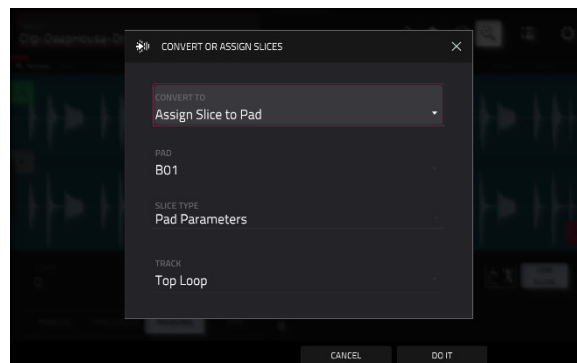 CONVERT OR ASSIGN SLICES
CONVERT TO
Assign Slice to Pad
PAD
B01
SLICE TYPE
Pad Parameters
TRACK
Top Loop
CANCEL
DO IT